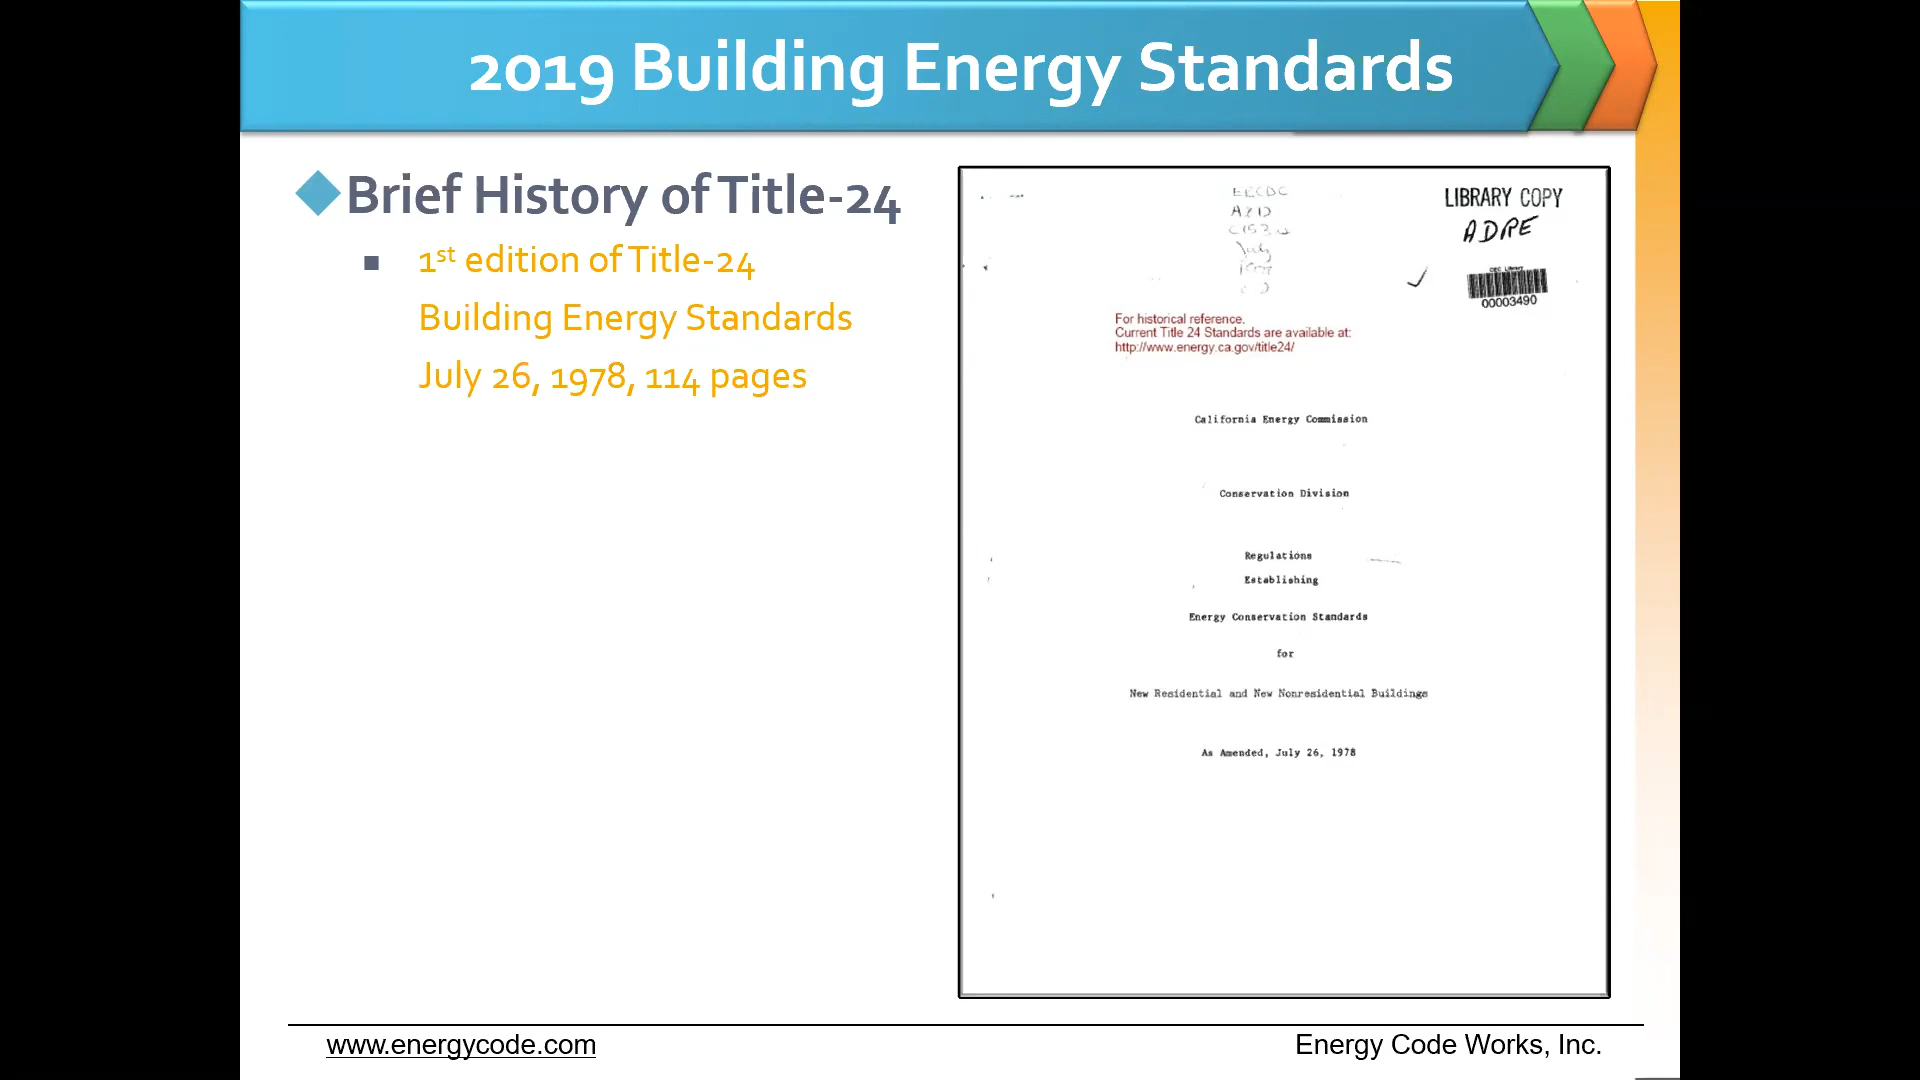 2019 Building Energy Standards
Brief History of Title-24
1st edition of Title-24
Building Energy Standards
July 26, 1978, 114 pages
EECDC
LIBRARY COPY
ADRE
CEC Library
00003490
For historical reference.
Current Title 24 Standards are available at:
http://www.energy.ca.gov/title24/
California Energy Commission
Conservation Division
Regulations
Establishing
Energy Conservation Standards
for
New Residential and New Nonresidential Buildings
As Amended, July 26, 1978
www.energycode.com
Energy Code Works, Inc.